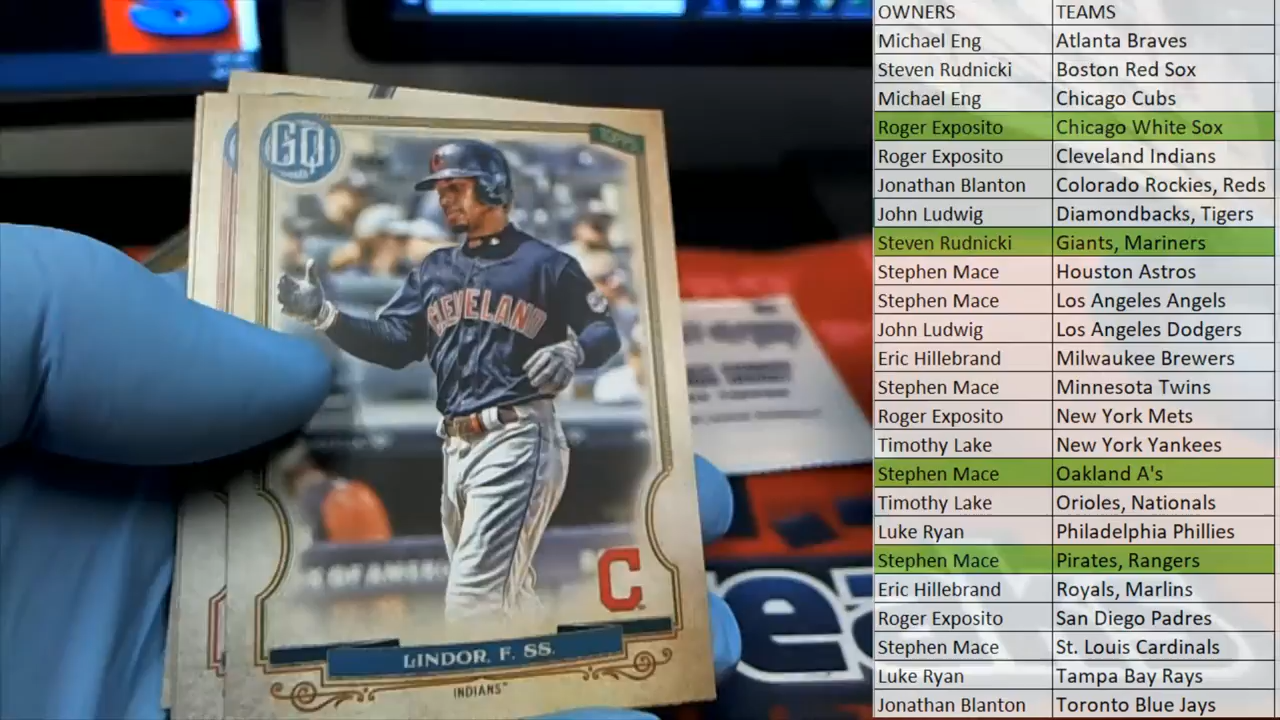 GQ
TOPPS
CLEVELAND
C
LINDOR, F. SS.
INDIANS
OWNERS TEAMS
Michael Eng Atlanta Braves
Steven Rudnicki Boston Red Sox
Michael Eng Chicago Cubs
Roger Exposito Chicago White Sox
Roger Exposito Cleveland Indians
Jonathan Blanton Colorado Rockies, Reds
John Ludwig Diamondbacks, Tigers
Steven Rudnicki Giants, Mariners
Stephen Mace Houston Astros
Stephen Mace Los Angeles Angels
John Ludwig Los Angeles Dodgers
Eric Hillebrand Milwaukee Brewers
Stephen Mace Minnesota Twins
Roger Exposito New York Mets
Timothy Lake New York Yankees
Stephen Mace Oakland A's
Timothy Lake Orioles, Nationals
Luke Ryan Philadelphia Phillies
Stephen Mace Pirates, Rangers
Eric Hillebrand Royals, Marlins
Roger Exposito San Diego Padres
Stephen Mace St. Louis Cardinals
Luke Ryan Tampa Bay Rays
Jonathan Blanton Toronto Blue Jays